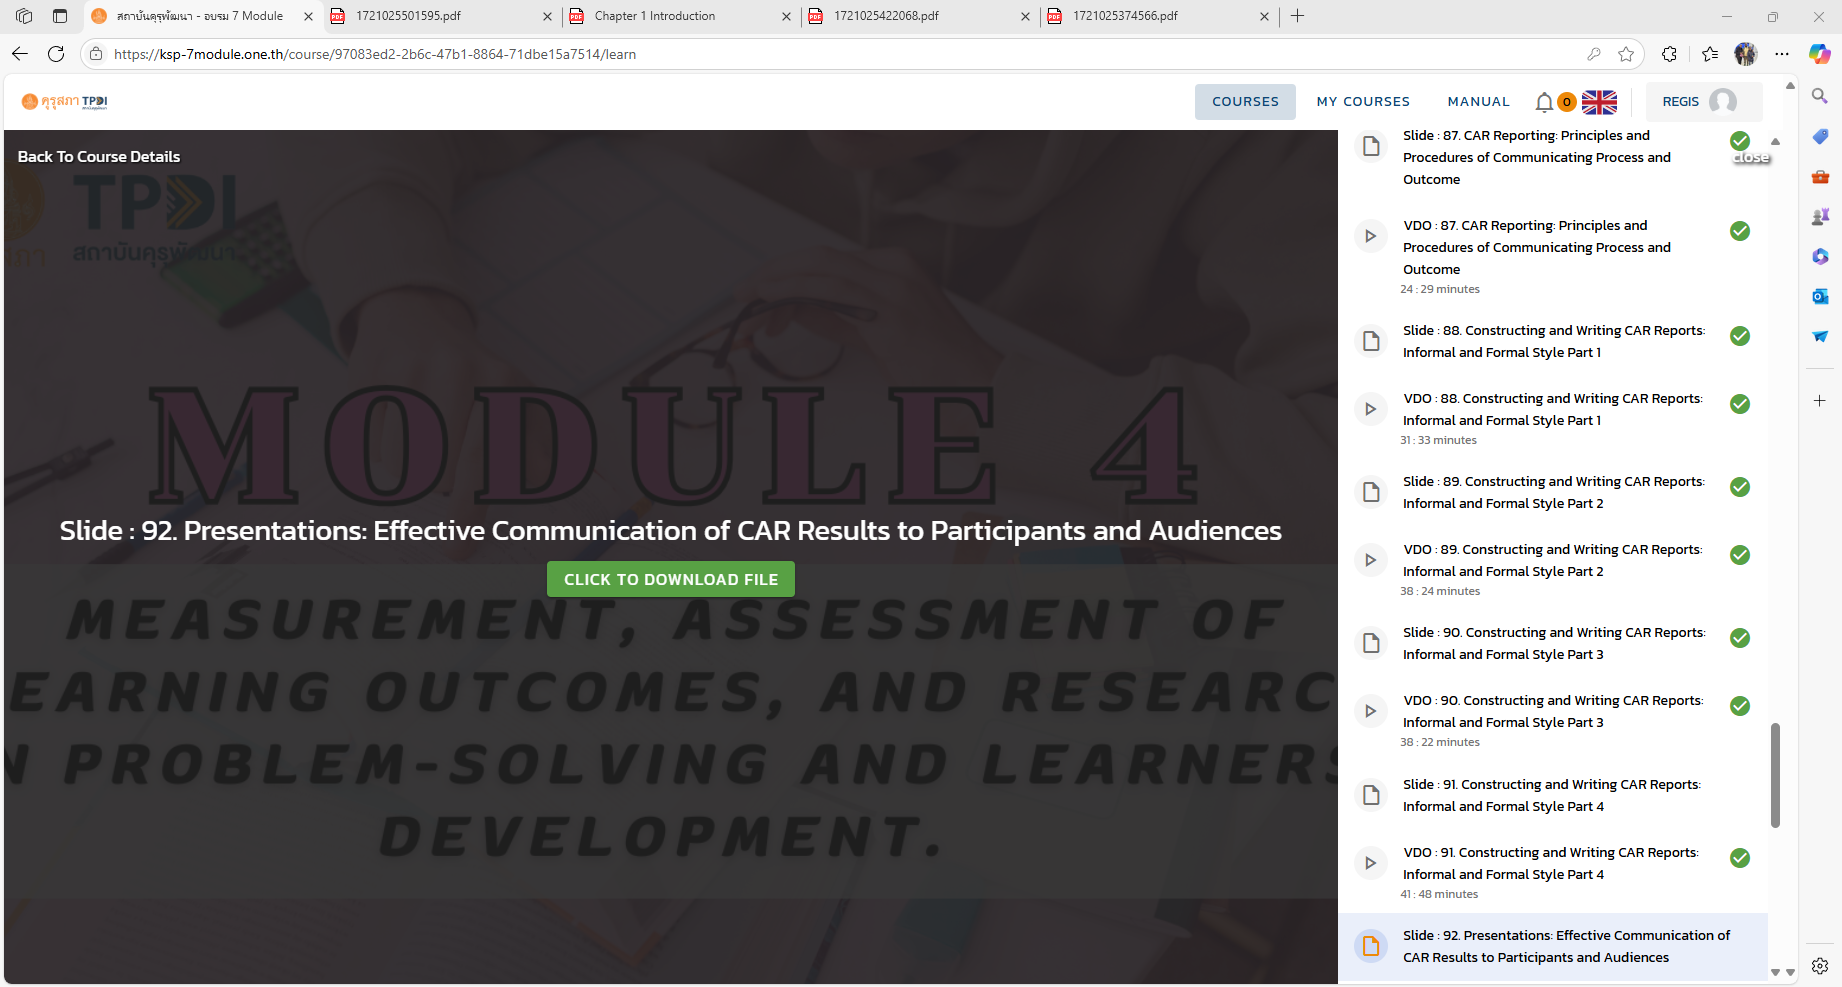 สถาบันคุรุพัฒนา - อบรม 7 Module
1721025501595.pdf
Chapter 1 Introduction
1721025422068.pdf
1721025374566.pdf
https://ksp-7module.one.th/course/97083ed2-2b6c-47b1-8864-71dbe15a7514/learn
คุรุสภา TPDI
COURSES
MY COURSES
MANUAL
0
REGIS
Back To Course Details
TPDI
สถาบันคุรุพัฒนา
MODULE 4
Slide : 92. Presentations: Effective Communication of CAR Results to Participants and Audiences
CLICK TO DOWNLOAD FILE
MEASUREMENT, ASSESSMENT OF
EARNING OUTCOMES, AND RESEARC
N PROBLEM-SOLVING AND LEARNERS
DEVELOPMENT.
close
Slide : 87. CAR Reporting: Principles and
Procedures of Communicating Process and
Outcome
VDO : 87. CAR Reporting: Principles and
Procedures of Communicating Process and
Outcome
24 : 29 minutes
Slide : 88. Constructing and Writing CAR Reports:
Informal and Formal Style Part 1
VDO : 88. Constructing and Writing CAR Reports:
Informal and Formal Style Part 1
31 : 33 minutes
Slide : 89. Constructing and Writing CAR Reports:
Informal and Formal Style Part 2
VDO : 89. Constructing and Writing CAR Reports:
Informal and Formal Style Part 2
38 : 24 minutes
Slide : 90. Constructing and Writing CAR Reports:
Informal and Formal Style Part 3
VDO : 90. Constructing and Writing CAR Reports:
Informal and Formal Style Part 3
38 : 22 minutes
Slide : 91. Constructing and Writing CAR Reports:
Informal and Formal Style Part 4
VDO : 91. Constructing and Writing CAR Reports:
Informal and Formal Style Part 4
41 : 48 minutes
Slide : 92. Presentations: Effective Communication of
CAR Results to Participants and Audiences